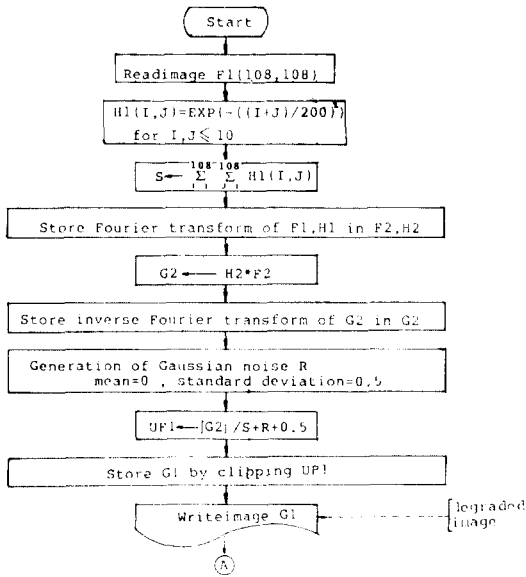 Start
Readimage F1(108,108)
H1(I,J)=EXP(-((I+J)/200))
for I,J⩽10
108 108
S← Σ Σ H1(I,J)
Store Fourier transform of F1,H1 in F2,H2
G2 ← H2*F2
Store inverse Fourier transform of G2 in G2
Generation of Gaussian noise R
mean=0 , standard deviation=0.5
UF1←|G2|/S+R+0.5
Store G1 by clipping UP1
Writeimage G1
degraded
image
A